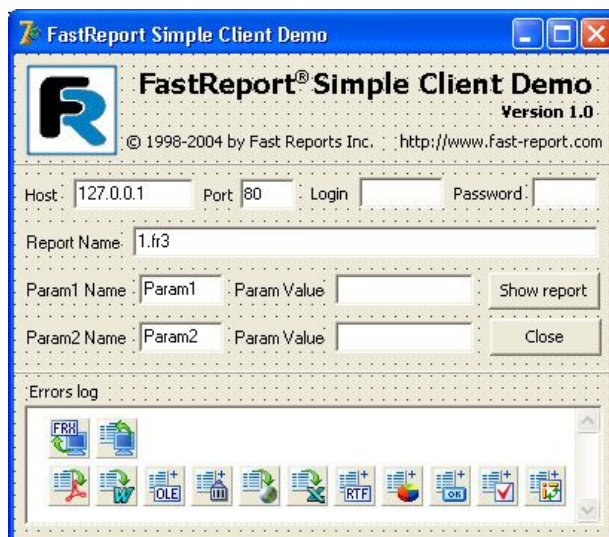 FastReport Simple Client Demo
FR
FastReport® Simple Client Demo
Version 1.0
© 1998-2004 by Fast Reports Inc. http://www.fast-report.com
Host 127.0.0.1 Port 80 Login Password
Report Name 1.fr3
Param1 Name Param1 Param Value Show report
Param2 Name Param2 Param Value Close
Errors log
FRX
OLE RTF OK